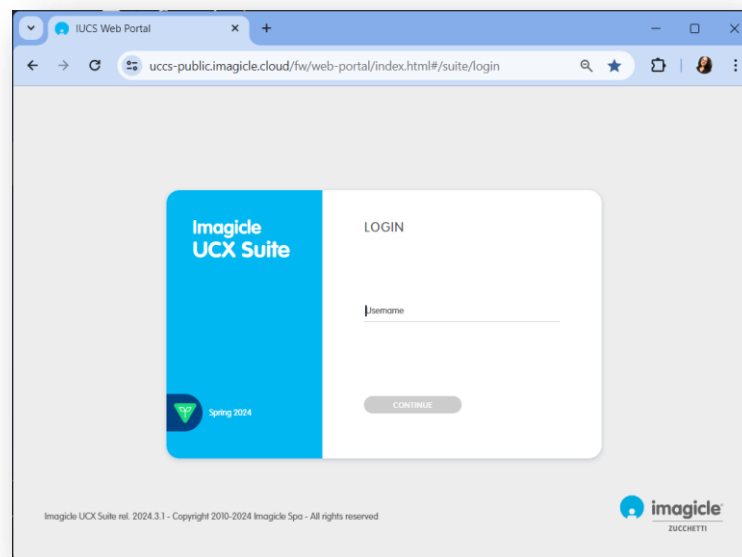 IUCS Web Portal
uccs-public.imagicle.cloud/fw/web-portal/index.html#/suite/login
Imagicle
UCX Suite
LOGIN
Username
CONTINUE
Spring 2024
Imagicle UCX Suite rel. 2024.3.1 - Copyright 2010-2024 Imagicle Spa - All rights reserved
imagicle
ZUCCHETTI